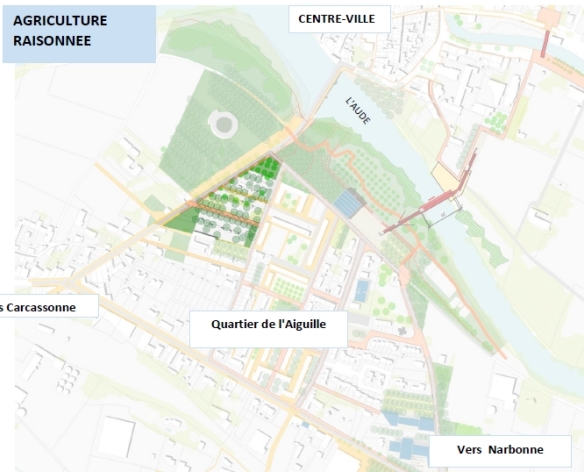 AGRICULTURE
RAISONNEE
CENTRE-VILLE
L'AUDE
s Carcassonne
Quartier de l'Aiguille
Vers Narbonne